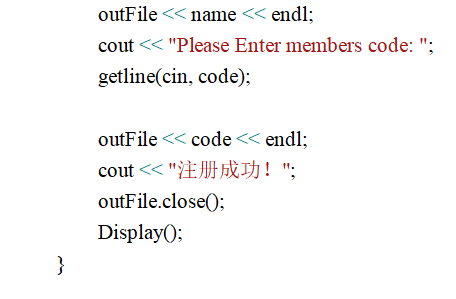 outFile << name << endl;
cout << "Please Enter members code: ";
getline(cin, code);
outFile << code << endl;
cout << "注册成功！";
outFile.close();
Display();
}